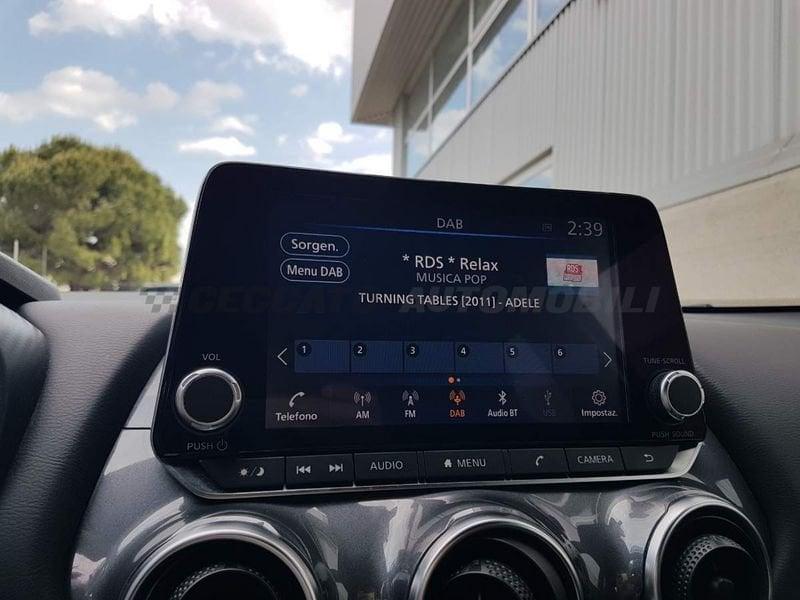 DAB
2:39
Sorgen.
Menu DAB
* RDS * Relax
MUSICA POP
RDS
TURNING TABLES [2011] - ADELE
CECCATO AUTOMOBILI
1 2 3 4 5 6
Telefono AM FM DAB Audio BT USB Impostaz.
VOL
PUSH
TUNE·SCROLL
PUSH SOUND
AUDIO MENU CAMERA